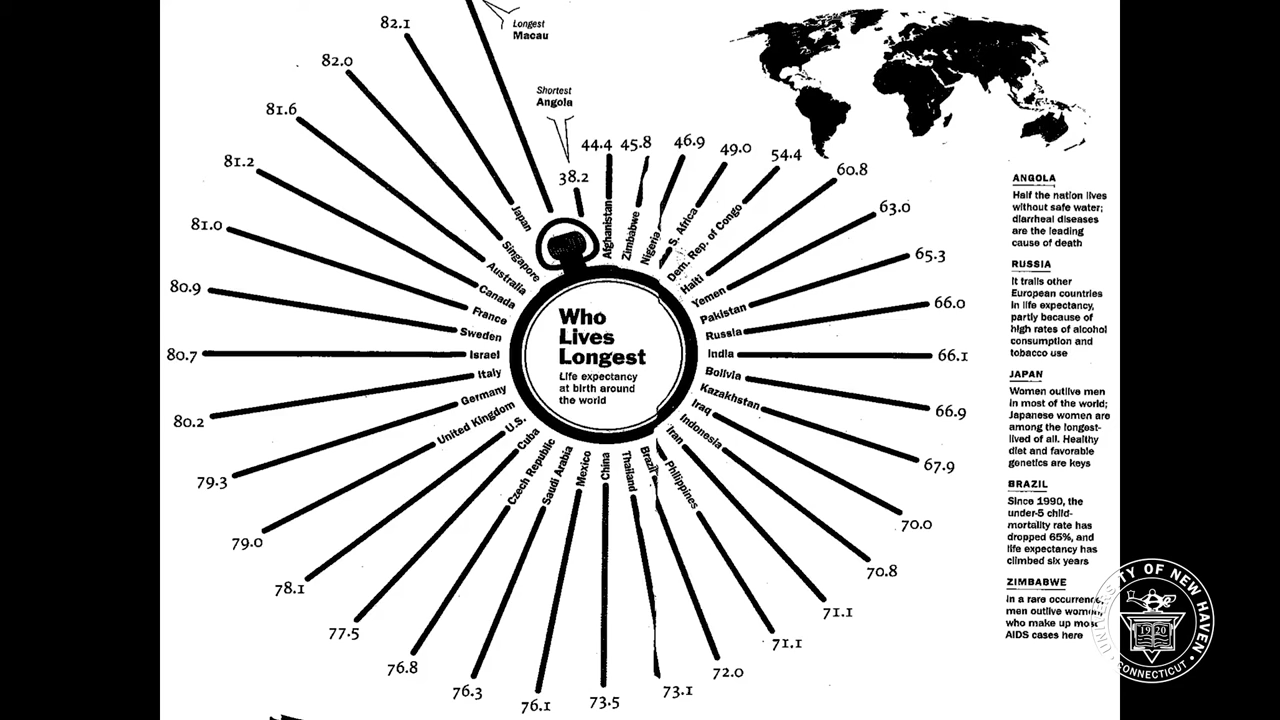 Longest
Macau
82.1
82.0
81.6
81.2
81.0
80.9
80.7
80.2
79.3
79.0
78.1
77.5
76.8
76.3
76.1
73.5
73.1
72.0
71.1
71.1
70.8
70.0
67.9
66.9
66.1
66.0
65.3
63.0
60.8
54.4
49.0
46.9
45.8
44.4
38.2
Shortest
Angola
Japan
Singapore
Australia
Canada
France
Sweden
Israel
Italy
Germany
United Kingdom
U.S.
Cuba
Czech Republic
Saudi Arabia
Mexico
China
Thailand
Brazil
Philippines
Iran
Indonesia
Iraq
Kazakhstan
Bolivia
India
Russia
Pakistan
Yemen
Haiti
Dem. Rep. of Congo
S. Africa
Nigeria
Zimbabwe
Afghanistan
Who
Lives
Longest
Life expectancy
at birth around
the world
ANGOLA
Half the nation lives
without safe water;
diarrheal diseases
are the leading
cause of death
RUSSIA
It trails other
European countries
in life expectancy,
partly because of
high rates of alcohol
consumption and
tobacco use
JAPAN
Women outlive men
in most of the world;
Japanese women are
among the longest-
lived of all. Healthy
diet and favorable
genetics are keys
BRAZIL
Since 1990, the
under-5 child-
mortality rate has
dropped 65%, and
life expectancy has
climbed six years
ZIMBABWE
In a rare occurrence,
men outlive women,
who make up most
AIDS cases here
UNIVERSITY OF NEW HAVEN
1920
CONNECTICUT